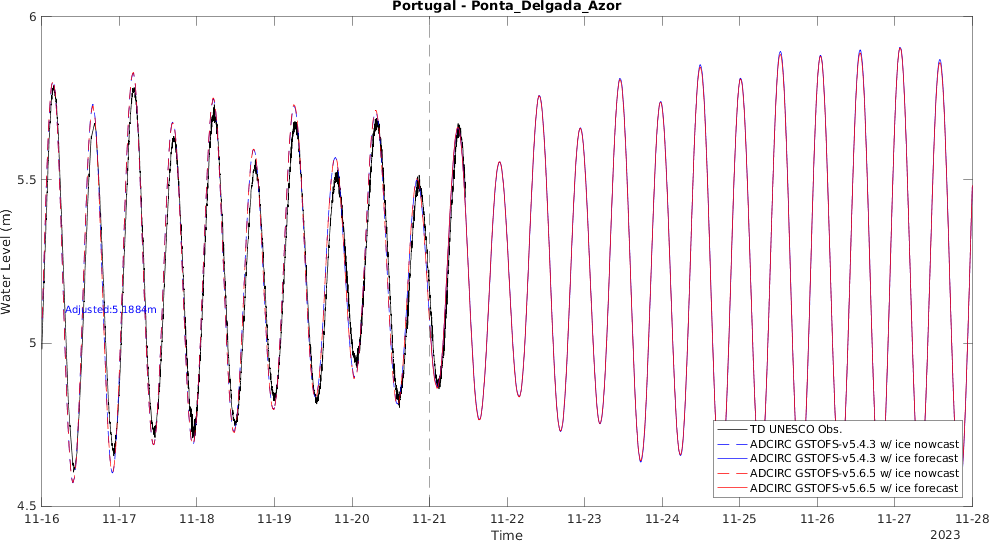 Portugal - Ponta_Delgada_Azor
6
5.5
5
4.5
Water Level (m)
Adjusted:5.1884m
TD UNESCO Obs.
ADCIRC GSTOFS-v5.4.3 w/ ice nowcast
ADCIRC GSTOFS-v5.4.3 w/ ice forecast
ADCIRC GSTOFS-v5.6.5 w/ ice nowcast
ADCIRC GSTOFS-v5.6.5 w/ ice forecast
11-16 11-17 11-18 11-19 11-20 11-21 11-22 11-23 11-24 11-25 11-26 11-27 11-28
Time
2023